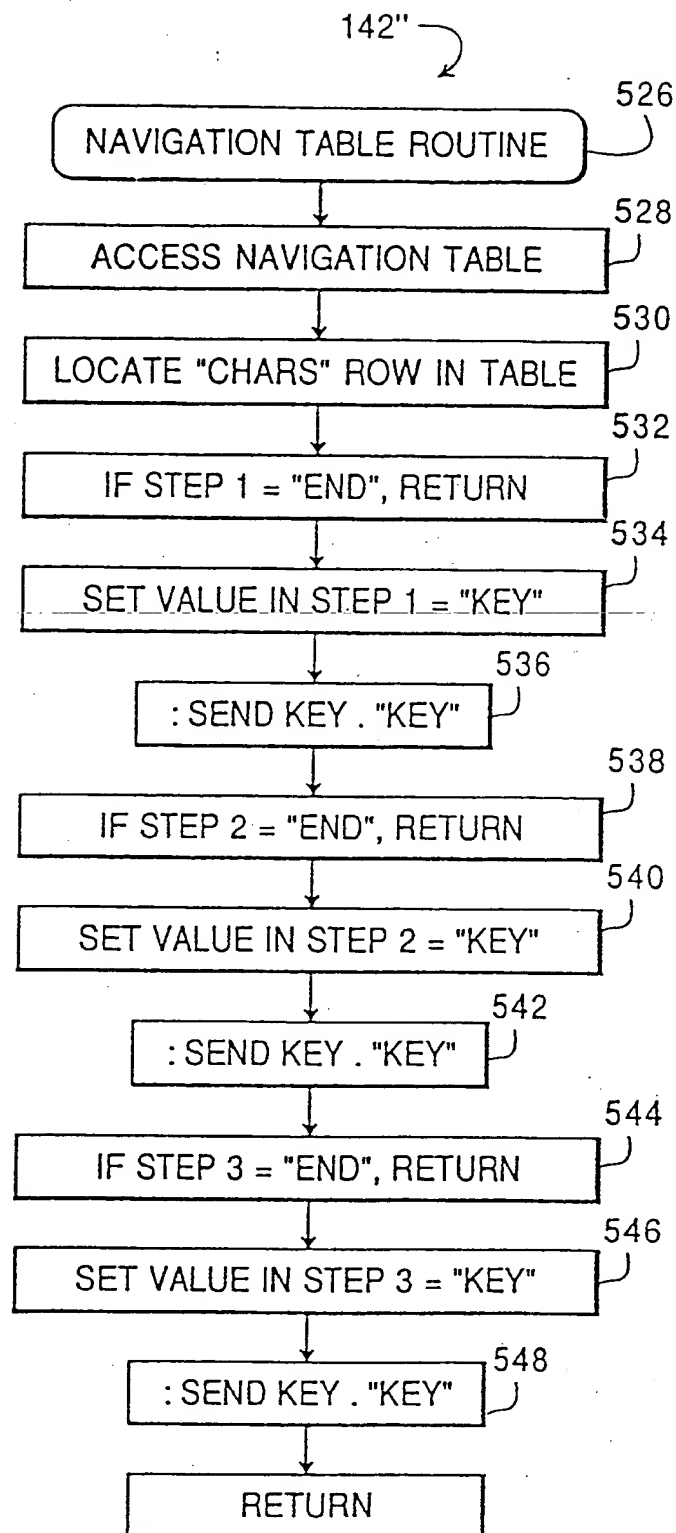 142"
526
NAVIGATION TABLE ROUTINE
528
ACCESS NAVIGATION TABLE
530
LOCATE "CHARS" ROW IN TABLE
532
IF STEP 1 = "END", RETURN
534
SET VALUE IN STEP 1 = "KEY"
536
: SEND KEY . "KEY"
538
IF STEP 2 = "END", RETURN
540
SET VALUE IN STEP 2 = "KEY"
542
: SEND KEY . "KEY"
544
IF STEP 3 = "END", RETURN
546
SET VALUE IN STEP 3 = "KEY"
548
: SEND KEY . "KEY"
RETURN